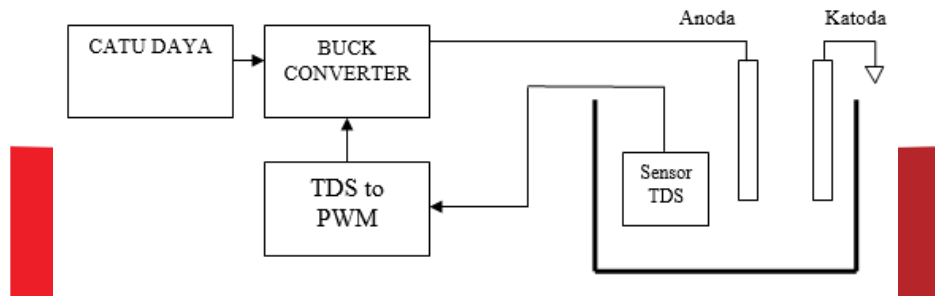 Anoda
Katoda
CATU DAYA
BUCK
CONVERTER
Sensor
TDS
TDS to
PWM